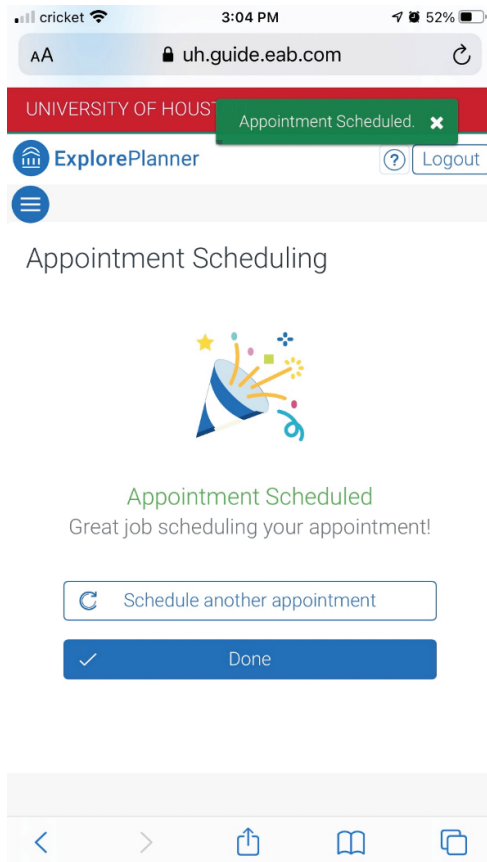 cricket 3:04 PM 52%
AA uh.guide.eab.com
UNIVERSITY OF HOUST
Appointment Scheduled. ×
ExplorePlanner ? Logout
Appointment Scheduling
Appointment Scheduled
Great job scheduling your appointment!
Schedule another appointment
Done